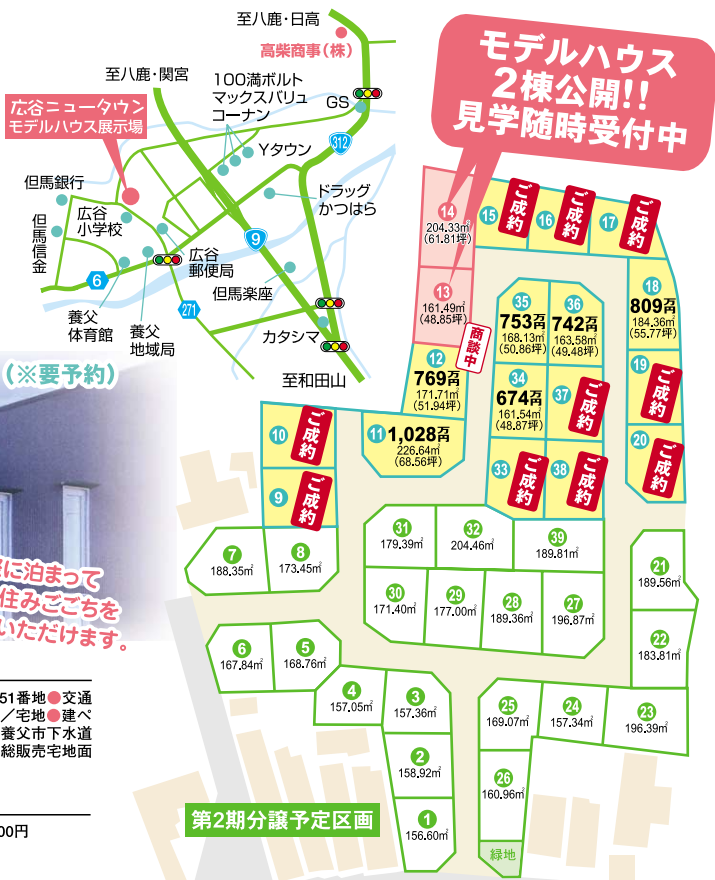 至八鹿・日高
高柴商事(株)
至八鹿・関宮
100満ボルト
マックスバリュ
コーナン
GS
広谷ニュータウン
モデルハウス展示場
Yタウン
312
但馬銀行
ドラッグ
かつはら
広谷
小学校
但馬
信金
9
広谷
郵便局
6
271
但馬楽座
養父
体育館
養父
地域局
カタシマ
至和田山
モデルハウス
2棟公開!!
見学随時受付中
14
204.33㎡
(61.81坪)
15
ご成約
16
ご成約
17
ご成約
13
161.49㎡
(48.85坪)
商談中
18
809万円
184.36㎡
(55.77坪)
35
753万円
168.13㎡
(50.86坪)
36
742万円
163.58㎡
(49.48坪)
12
769万円
171.71㎡
(51.94坪)
34
674万円
161.54㎡
(48.87坪)
37
ご成約
19
ご成約
11
1,028万円
226.64㎡
(68.56坪)
10
ご成約
9
ご成約
33
ご成約
38
ご成約
20
ご成約
(※要予約)
に泊まって
住みごこちを
いただけます。
31
179.39㎡
32
204.46㎡
39
189.81㎡
7
188.35㎡
8
173.45㎡
21
189.56㎡
30
171.40㎡
29
177.00㎡
28
189.36㎡
27
196.87㎡
22
183.81㎡
6
167.84㎡
5
168.76㎡
4
157.05㎡
3
157.36㎡
25
169.07㎡
24
157.34㎡
23
196.39㎡
2
158.92㎡
26
160.96㎡
1
156.60㎡
緑地
第2期分譲予定区画
51番地●交通
/宅地●建ペ
養父市下水道
総販売宅地面
00円